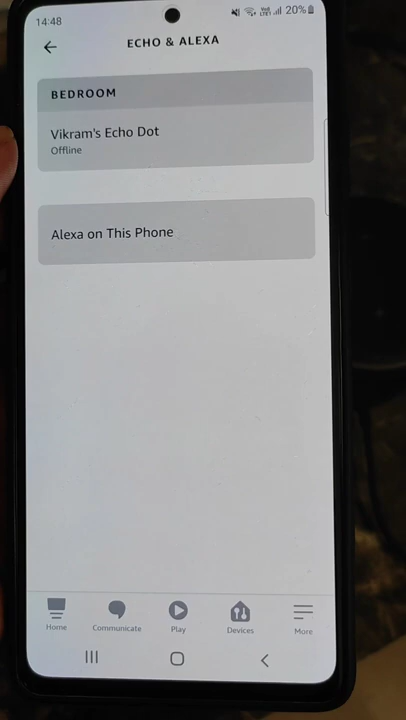 14:48
20%
ECHO & ALEXA
BEDROOM
Vikram's Echo Dot
Offline
Alexa on This Phone
Home
Communicate
Play
Devices
More